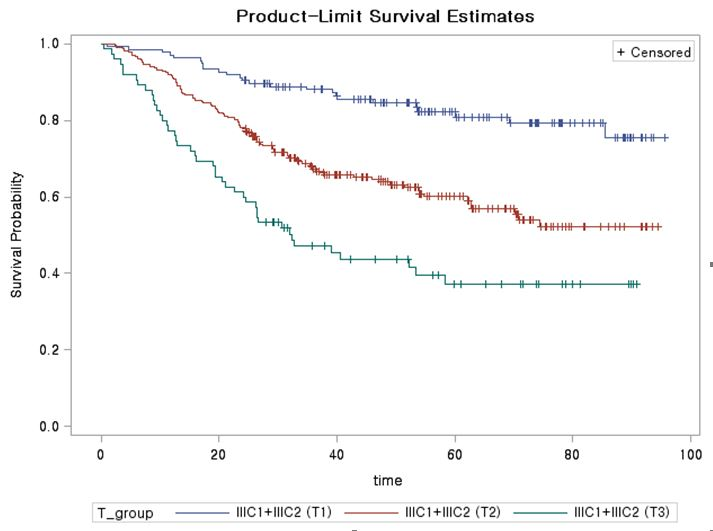 Product-Limit Survival Estimates
+ Censored
1.0
0.8
0.6
0.4
0.2
0.0
Survival Probability
0 20 40 60 80 100
time
T_group IIIC1+IIIC2 (T1) IIIC1+IIIC2 (T2) IIIC1+IIIC2 (T3)